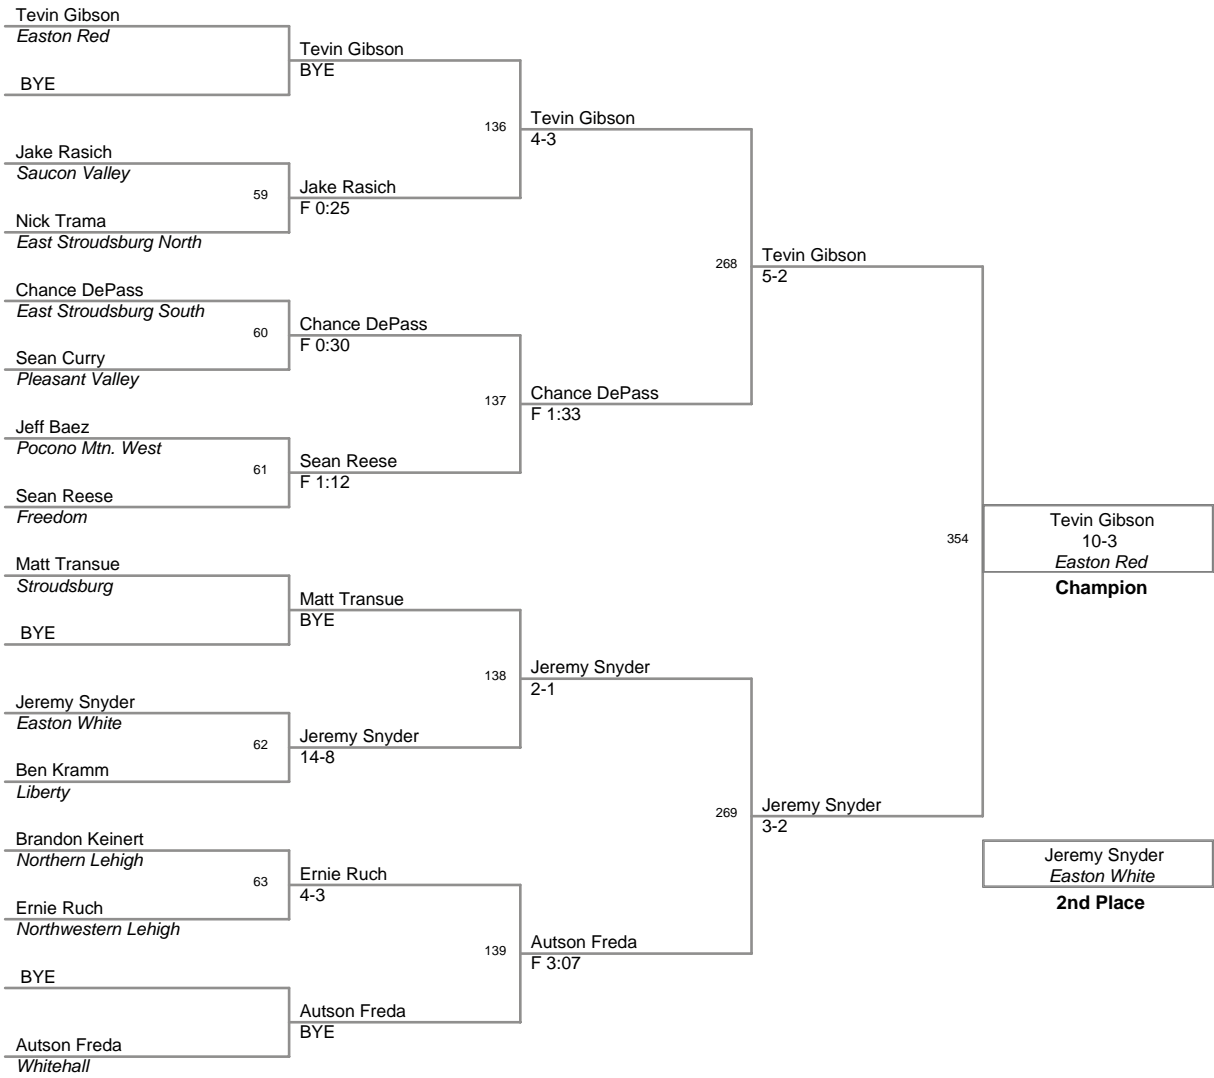 Tevin Gibson
Easton Red
BYE
Jake Rasich
Saucon Valley
Nick Trama
East Stroudsburg North
Chance DePass
East Stroudsburg South
Sean Curry
Pleasant Valley
Jeff Baez
Pocono Mtn. West
Sean Reese
Freedom
Matt Transue
Stroudsburg
BYE
Jeremy Snyder
Easton White
Ben Kramm
Liberty
Brandon Keinert
Northern Lehigh
Ernie Ruch
Northwestern Lehigh
BYE
Autson Freda
Whitehall
59
60
61
62
63
Tevin Gibson
BYE
Jake Rasich
F 0:25
Chance DePass
F 0:30
Sean Reese
F 1:12
Matt Transue
BYE
Jeremy Snyder
14-8
Ernie Ruch
4-3
Autson Freda
BYE
136
137
138
139
Tevin Gibson
4-3
Chance DePass
F 1:33
Jeremy Snyder
2-1
Autson Freda
F 3:07
268
269
Tevin Gibson
5-2
Jeremy Snyder
3-2
354
Tevin Gibson
10-3
Easton Red
Champion
Jeremy Snyder
Easton White
2nd Place